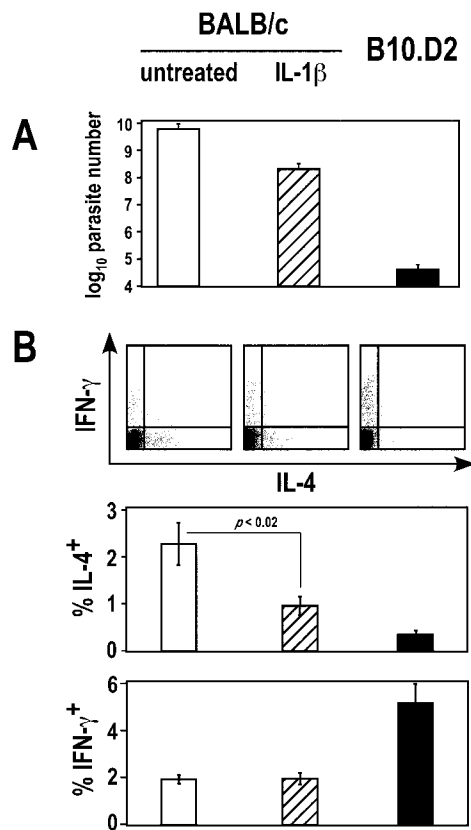 BALB/c
B10.D2
untreated
IL-1β
A
log₁₀ parasite number
10
9
8
7
6
5
4
B
IFN-γ
IL-4
% IL-4⁺
3
2
1
0
p < 0.02
% IFN-γ⁺
6
4
2
0